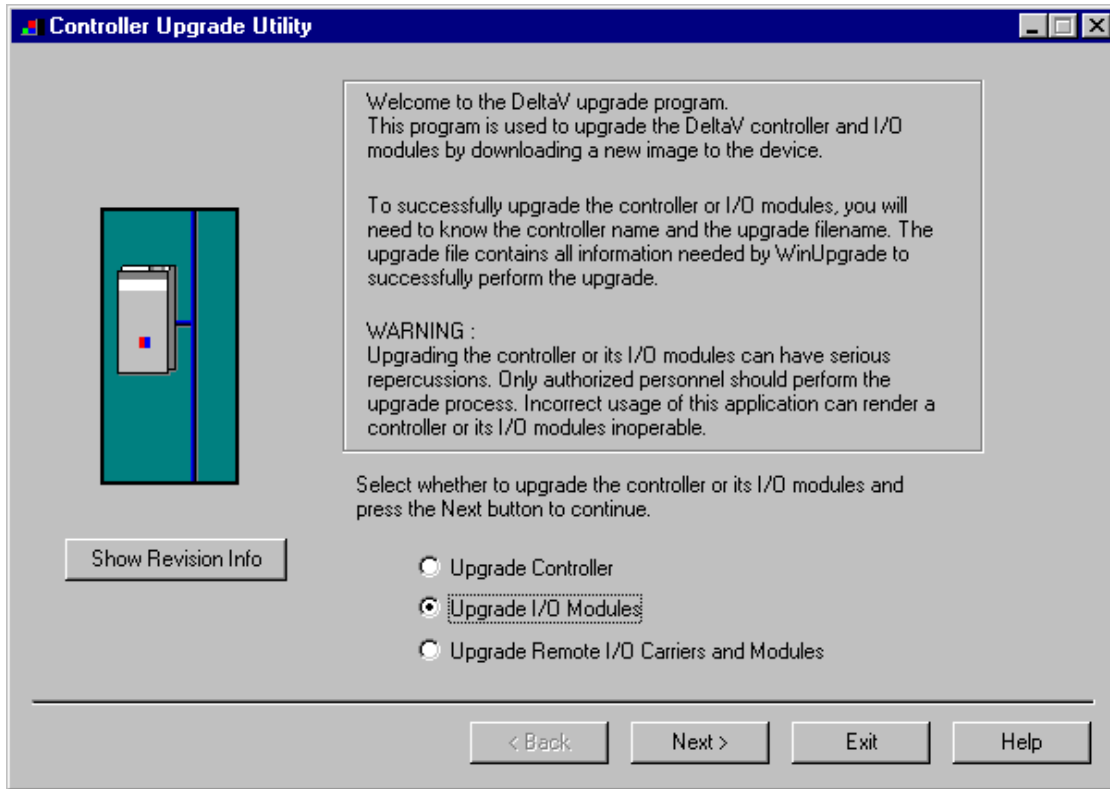 Controller Upgrade Utility
Welcome to the DeltaV upgrade program.
This program is used to upgrade the DeltaV controller and I/O
modules by downloading a new image to the device.
To successfully upgrade the controller or I/O modules, you will
need to know the controller name and the upgrade filename. The
upgrade file contains all information needed by WinUpgrade to
successfully perform the upgrade.
WARNING :
Upgrading the controller or its I/O modules can have serious
repercussions. Only authorized personnel should perform the
upgrade process. Incorrect usage of this application can render a
controller or its I/O modules inoperable.
Select whether to upgrade the controller or its I/O modules and
press the Next button to continue.
Show Revision Info
Upgrade Controller
Upgrade I/O Modules
Upgrade Remote I/O Carriers and Modules
< Back
Next >
Exit
Help